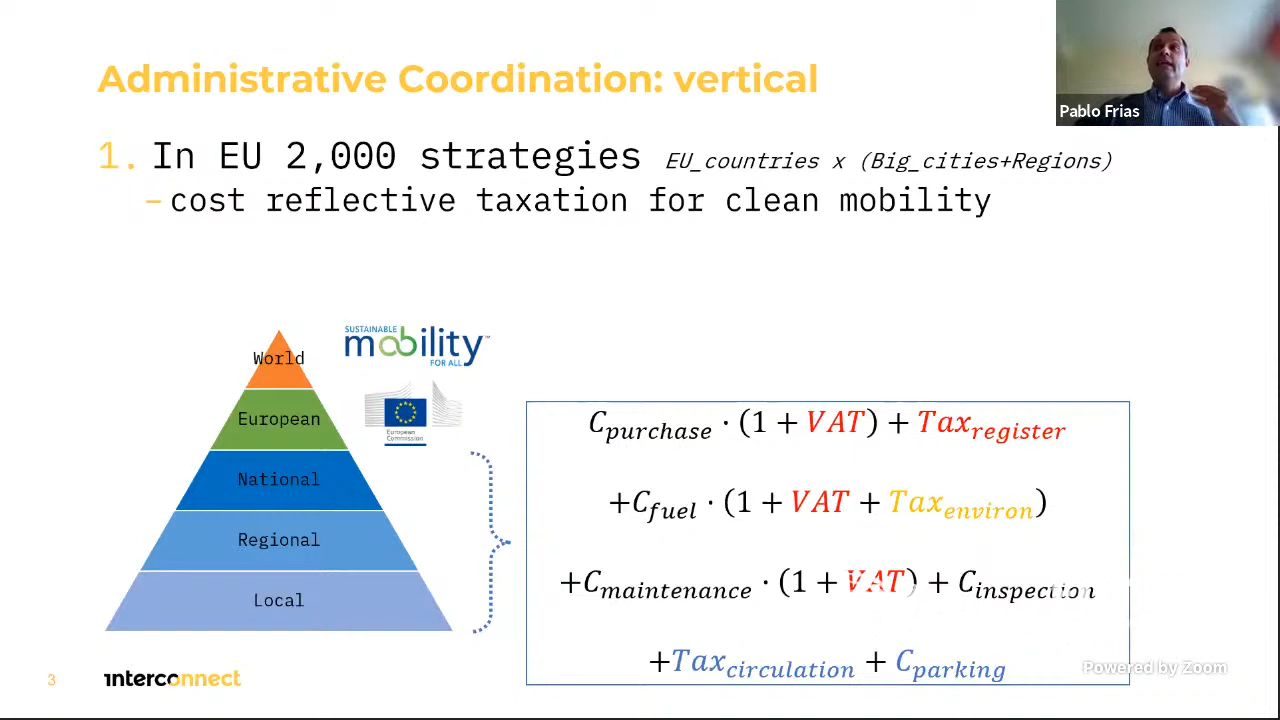 Administrative Coordination: vertical
Pablo Frias
1. In EU 2,000 strategies EU_countries x (Big_cities+Regions)
– cost reflective taxation for clean mobility
World
European
National
Regional
Local
SUSTAINABLE
mobility™
FOR ALL
European
Commission
C_purchase · (1 + VAT) + Tax_register
+C_fuel · (1 + VAT + Tax_environ)
+C_maintenance · (1 + VAT) + C_inspection
+Tax_circulation + C_parking
3
interconnect
Powered by Zoom